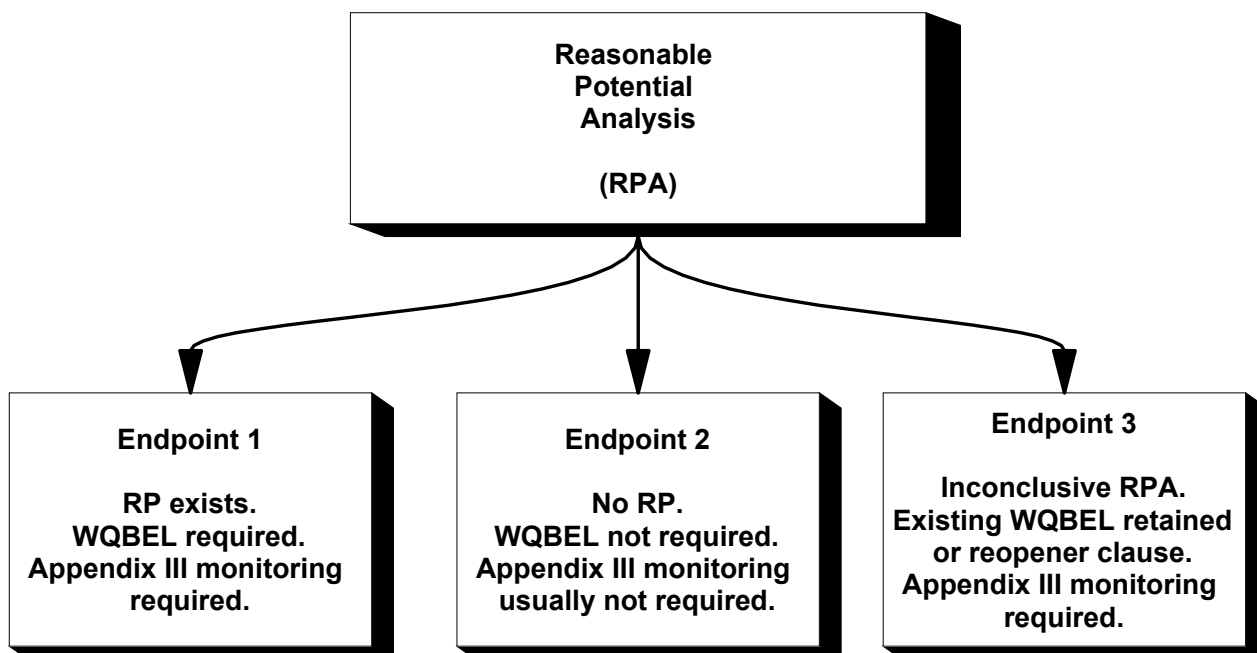 Reasonable
Potential
Analysis
(RPA)
Endpoint 1
RP exists.
WQBEL required.
Appendix III monitoring
required.
Endpoint 2
No RP.
WQBEL not required.
Appendix III monitoring
usually not required.
Endpoint 3
Inconclusive RPA.
Existing WQBEL retained
or reopener clause.
Appendix III monitoring
required.